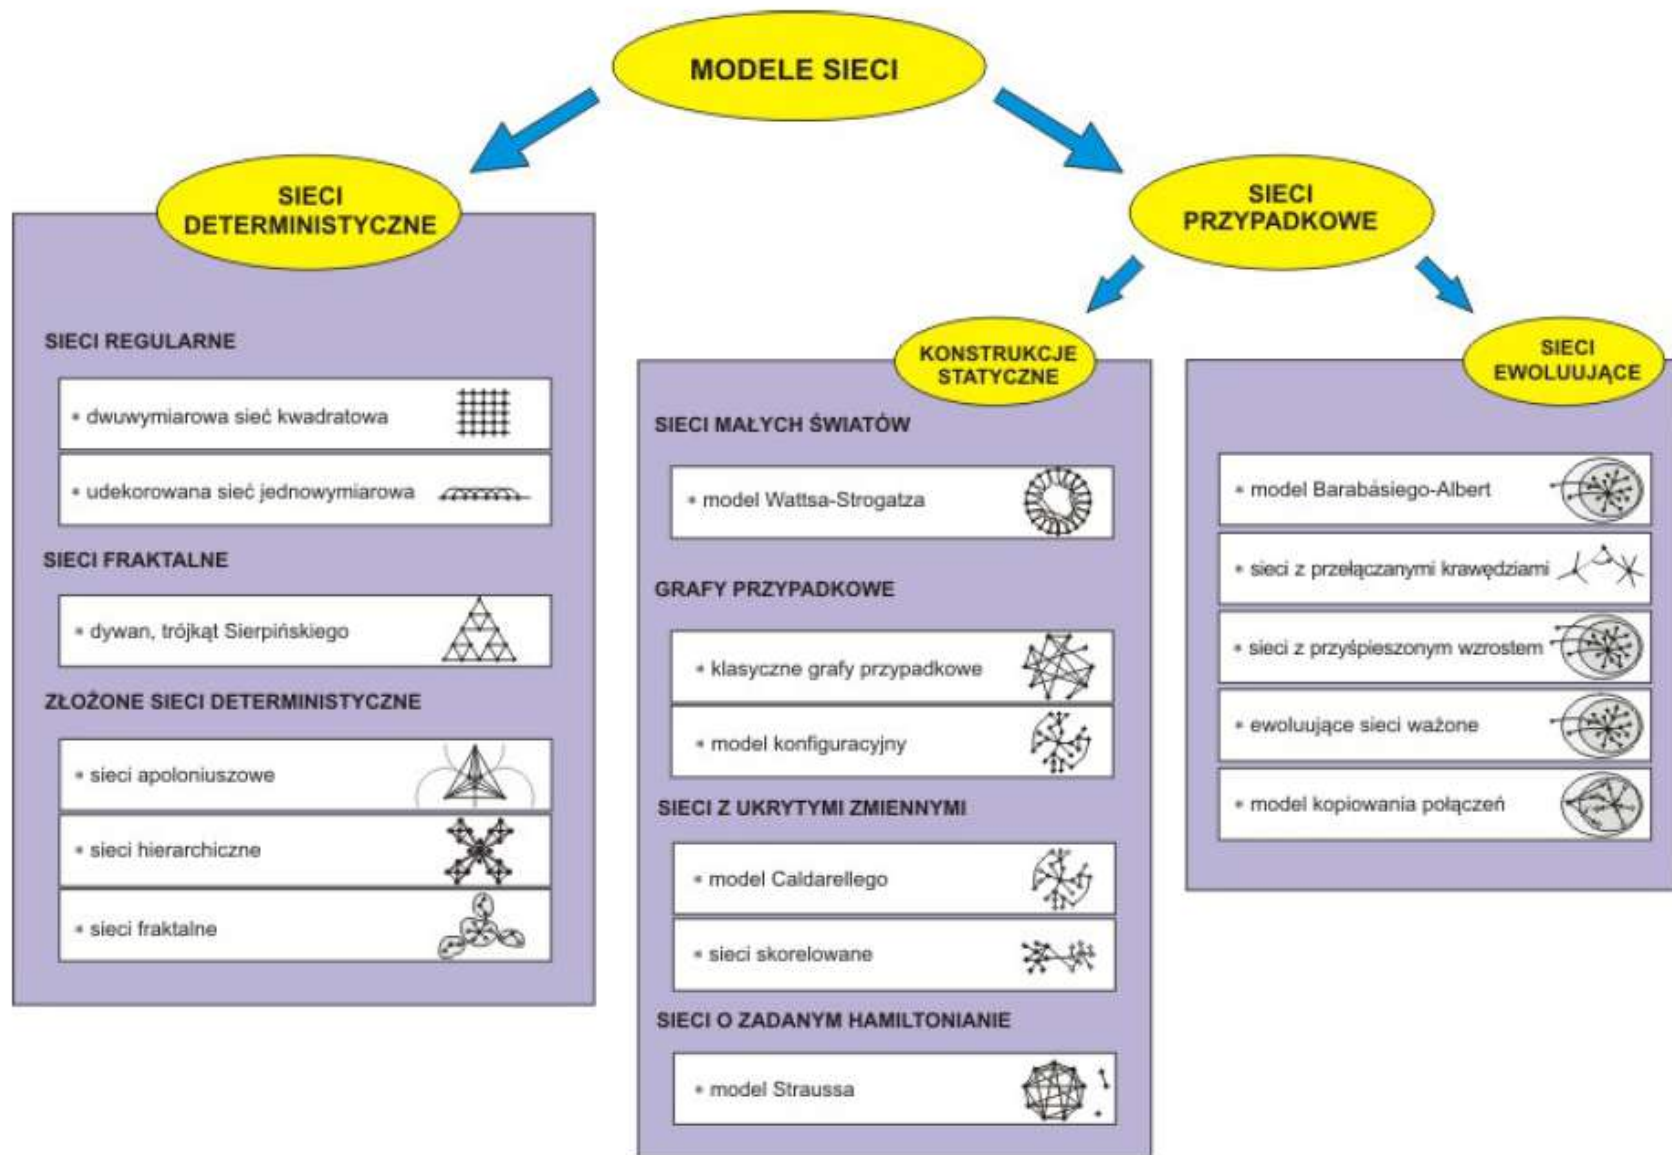 MODELE SIECI
SIECI
DETERMINISTYCZNE
SIECI REGULARNE
• dwuwymiarowa sieć kwadratowa
• udekorowana sieć jednowymiarowa
SIECI FRAKTALNE
• dywan, trójkąt Sierpińskiego
ZŁOŻONE SIECI DETERMINISTYCZNE
• sieci apoloniuszowe
• sieci hierarchiczne
• sieci fraktalne
SIECI
PRZYPADKOWE
KONSTRUKCJE
STATYCZNE
SIECI MAŁYCH ŚWIATÓW
• model Wattsa-Strogatza
GRAFY PRZYPADKOWE
• klasyczne grafy przypadkowe
• model konfiguracyjny
SIECI Z UKRYTYMI ZMIENNYMI
• model Caldarellego
• sieci skorelowane
SIECI O ZADANYM HAMILTONIANIE
• model Straussa
SIECI
EWOLUUJĄCE
• model Barabásiego-Albert
• sieci z przełączanymi krawędziami
• sieci z przyśpieszonym wzrostem
• ewoluujące sieci ważone
• model kopiowania połączeń